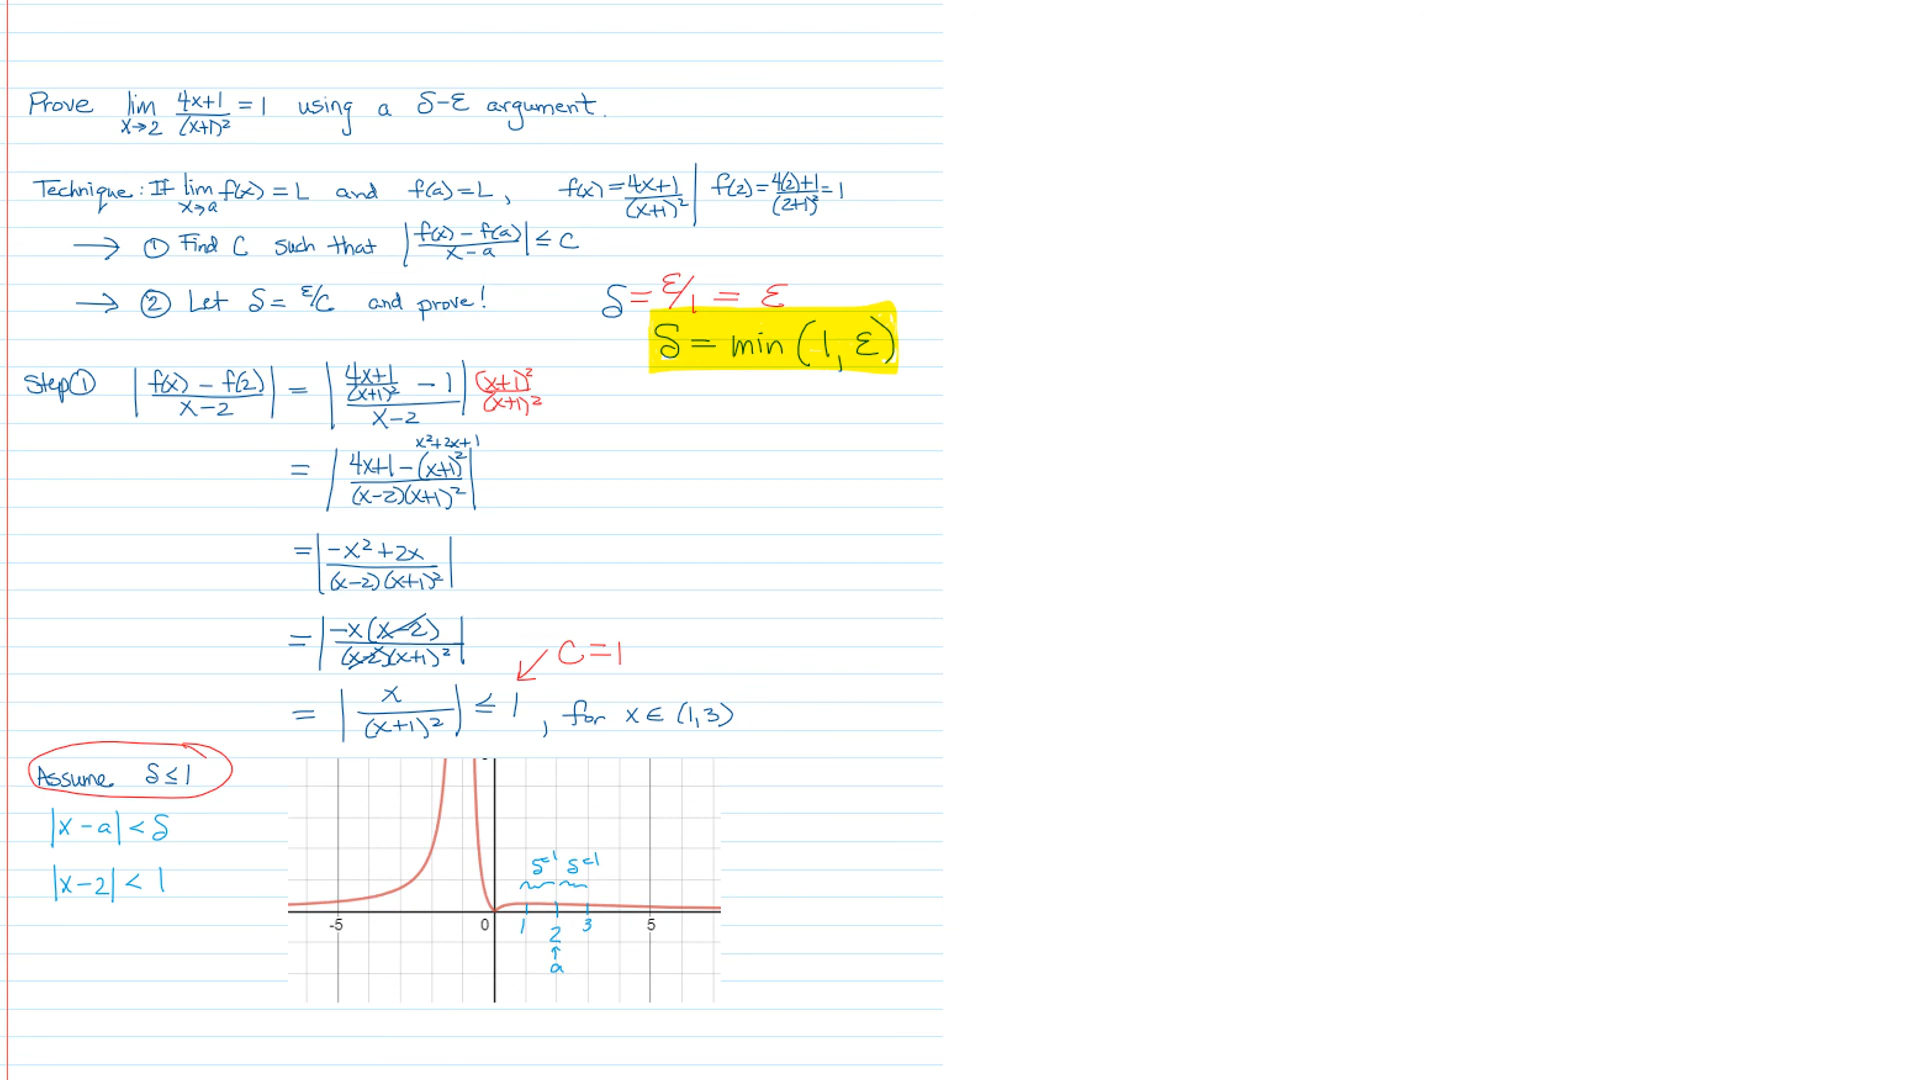 Prove lim x→2 (4x+1)/(x+1)² = 1 using a δ-ε argument.
Technique: If lim x→a f(x) = L and f(a) = L, f(x) = (4x+1)/(x+1)² | f(2) = (4(2)+1)/(2+1)² = 1
→ ① Find C such that |(f(x) - f(a))/(x - a)| ≤ C
→ ② Let δ = ε/C and prove! δ = ε/1 = ε
δ = min (1, ε)
Step ① |(f(x) - f(2))/(x-2)| = |((4x+1)/(x+1)² - 1)/(x-2)| (x+1)²/(x+1)²
x²+2x+1
= |(4x+1-(x+1)²)/((x-2)(x+1)²)|
= |(-x²+2x)/((x-2)(x+1)²)|
= |(-x(x-2))/((x-2)(x+1)²)|
C = 1
= |x/(x+1)²| ≤ 1, for x ∈ (1,3)
Assume δ ≤ 1
|x-a| < δ
|x-2| < 1
δ=1 δ=1
-5 0 1 2 3 5
↑
a